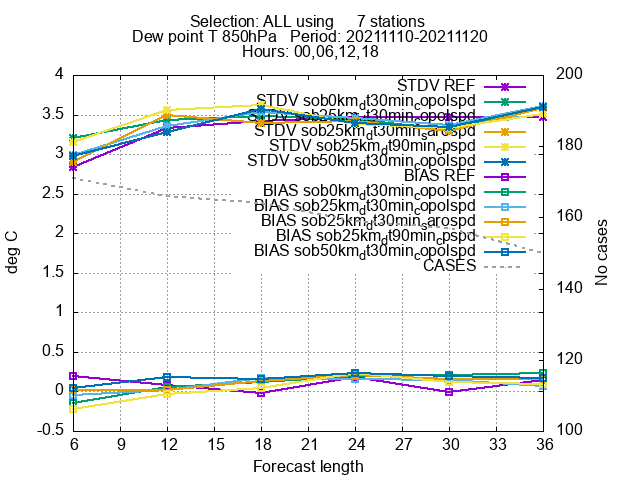 Selection: ALL using 7 stations
Dew point T 850hPa Period: 20211110-20211120
Hours: 00,06,12,18
STDV REF
STDV sob0km_dt30min_copolspd
STDV sob25km_dt30min_copolspd
STDV sob25km_dt30min_sarospd
STDV sob25km_dt90min_cpspd
STDV sob50km_dt30min_copolspd
BIAS REF
BIAS sob0km_dt30min_copolspd
BIAS sob25km_dt30min_copolspd
BIAS sob25km_dt30min_sarospd
BIAS sob25km_dt90min_cpspd
BIAS sob50km_dt30min_copolspd
CASES
4
3.5
3
2.5
2
1.5
1
0.5
0
-0.5
deg C
200
180
160
140
120
100
No cases
6 9 12 15 18 21 24 27 30 33 36
Forecast length